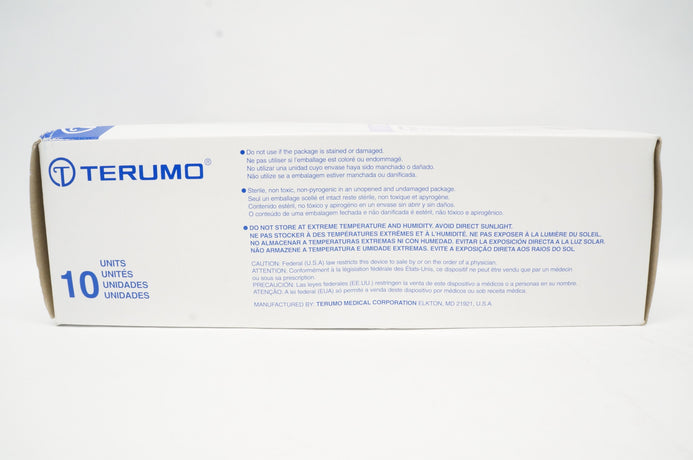 TERUMO®
10
UNITS
UNITÉS
UNIDADES
UNIDADES
● Do not use if the package is stained or damaged.
Ne pas utiliser si l'emballage est coloré ou endommagé.
No utilizar una unidad cuyo envase haya sido manchado o dañado.
Não utilize se a embalagem estiver manchada ou danificada.
● Sterile, non toxic, non-pyrogenic in an unopened and undamaged package.
Seul un emballage scellé et intact reste stérile, non toxique et apyrogène.
Contenido estéril, no tóxico y apirógeno en un envase sin abrir y sin daños.
O conteúdo de uma embalagem fechada e não danificada é estéril, não tóxico e apirogênico.
● DO NOT STORE AT EXTREME TEMPERATURE AND HUMIDITY. AVOID DIRECT SUNLIGHT.
NE PAS STOCKER À DES TEMPÉRATURES EXTRÊMES ET À L'HUMIDITÉ. NE PAS EXPOSER À LA LUMIÈRE DU SOLEIL.
NO ALMACENAR A TEMPERATURAS EXTREMAS NI CON HUMEDAD. EVITAR LA EXPOSICIÓN DIRECTA A LA LUZ SOLAR.
NÃO ARMAZENE A TEMPERATURA E UMIDADE EXTREMAS. EVITE A EXPOSIÇÃO DIRETA AOS RAIOS DO SOL.
CAUTION: Federal (U.S.A) law restricts this device to sale by or on the order of a physician.
ATTENTION: Conformément à la législation fédérale des États-Unis, ce dispositif ne peut être vendu que par un médecin
ou sous sa prescription.
PRECAUCIÓN: Las leyes federales (EE.UU.) restringen la venta de este dispositivo a médicos o a personas en su nombre.
ATENÇÃO: A lei federal (EUA) só permite a venda deste dispositivo por médicos ou sob receita médica.
MANUFACTURED BY: TERUMO MEDICAL CORPORATION ELKTON, MD 21921, U.S.A.